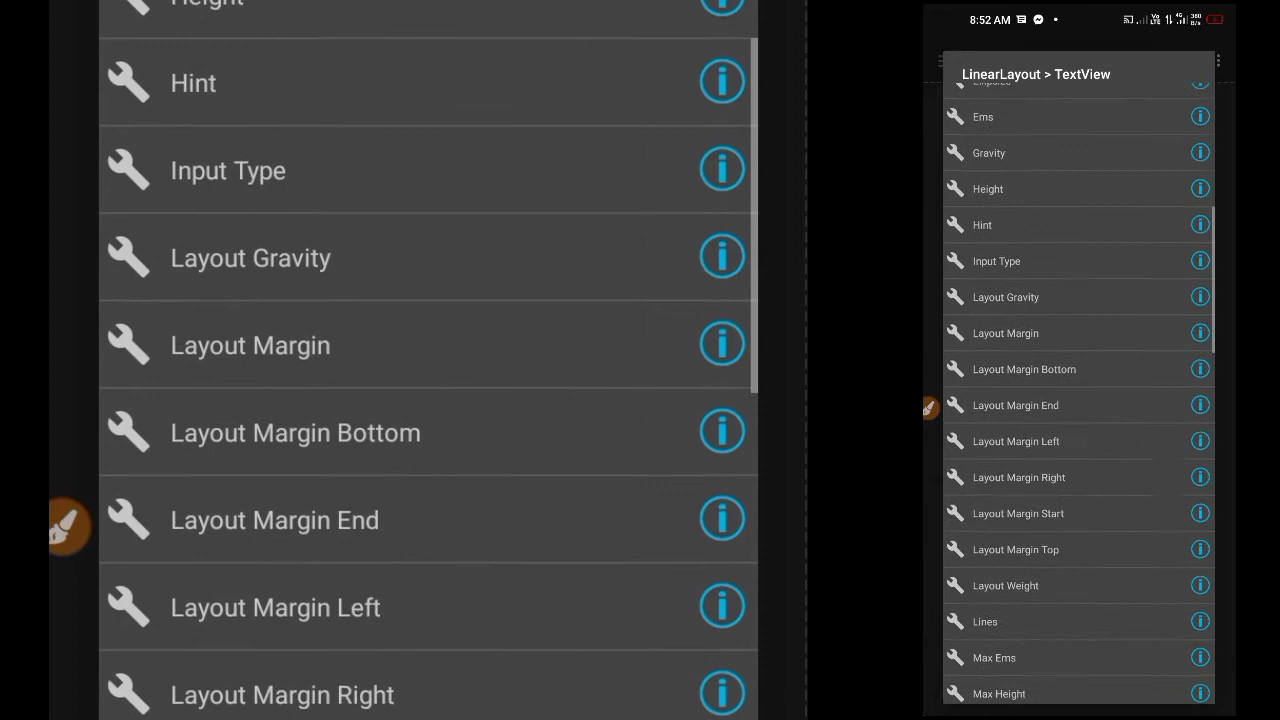 Height
Hint
Input Type
Layout Gravity
Layout Margin
Layout Margin Bottom
Layout Margin End
Layout Margin Left
Layout Margin Right
8:52 AM
LinearLayout > TextView
Ems
Gravity
Height
Hint
Input Type
Layout Gravity
Layout Margin
Layout Margin Bottom
Layout Margin End
Layout Margin Left
Layout Margin Right
Layout Margin Start
Layout Margin Top
Layout Weight
Lines
Max Ems
Max Height